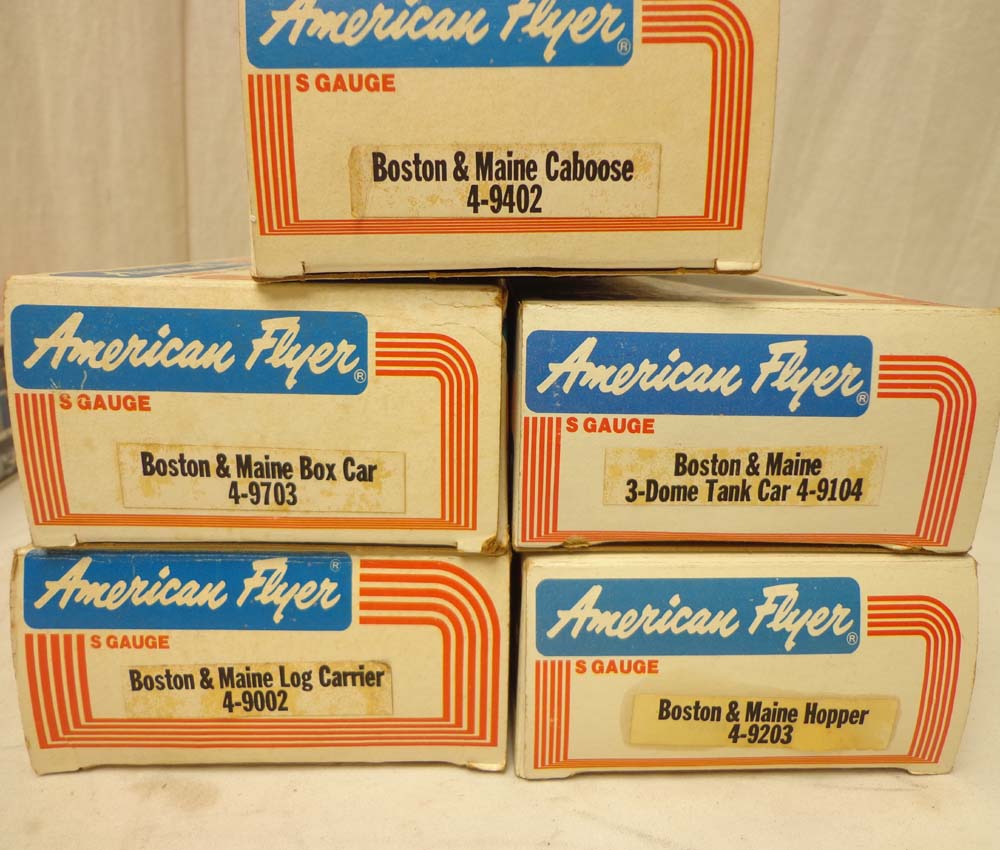 American Flyer®
S GAUGE
Boston & Maine Caboose
4-9402
American Flyer®
S GAUGE
Boston & Maine Box Car
4-9703
American Flyer®
S GAUGE
Boston & Maine
3-Dome Tank Car 4-9104
American Flyer®
S GAUGE
Boston & Maine Log Carrier
4-9002
American Flyer®
S GAUGE
Boston & Maine Hopper
4-9203